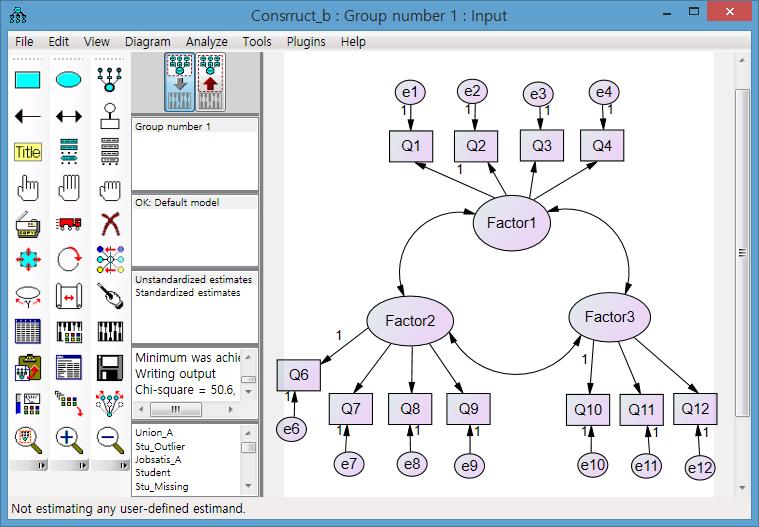 Consrruct_b : Group number 1 : Input
File Edit View Diagram Analyze Tools Plugins Help
Title
Group number 1
OK: Default model
Unstandardized estimates
Standardized estimates
Minimum was achie
Writing output
Chi-square = 50.6,
Union_A
Stu_Outlier
Jobsatis_A
Student
Stu_Missing
e1 e2 e3 e4
1 1 1 1
Q1 Q2 Q3 Q4
1
Factor1
Factor2 Factor3
1 1
Q6
1
Q7 Q8 Q9 Q10 Q11 Q12
1 1 1 1 1 1
e6
e7 e8 e9 e10 e11 e12
Not estimating any user-defined estimand.